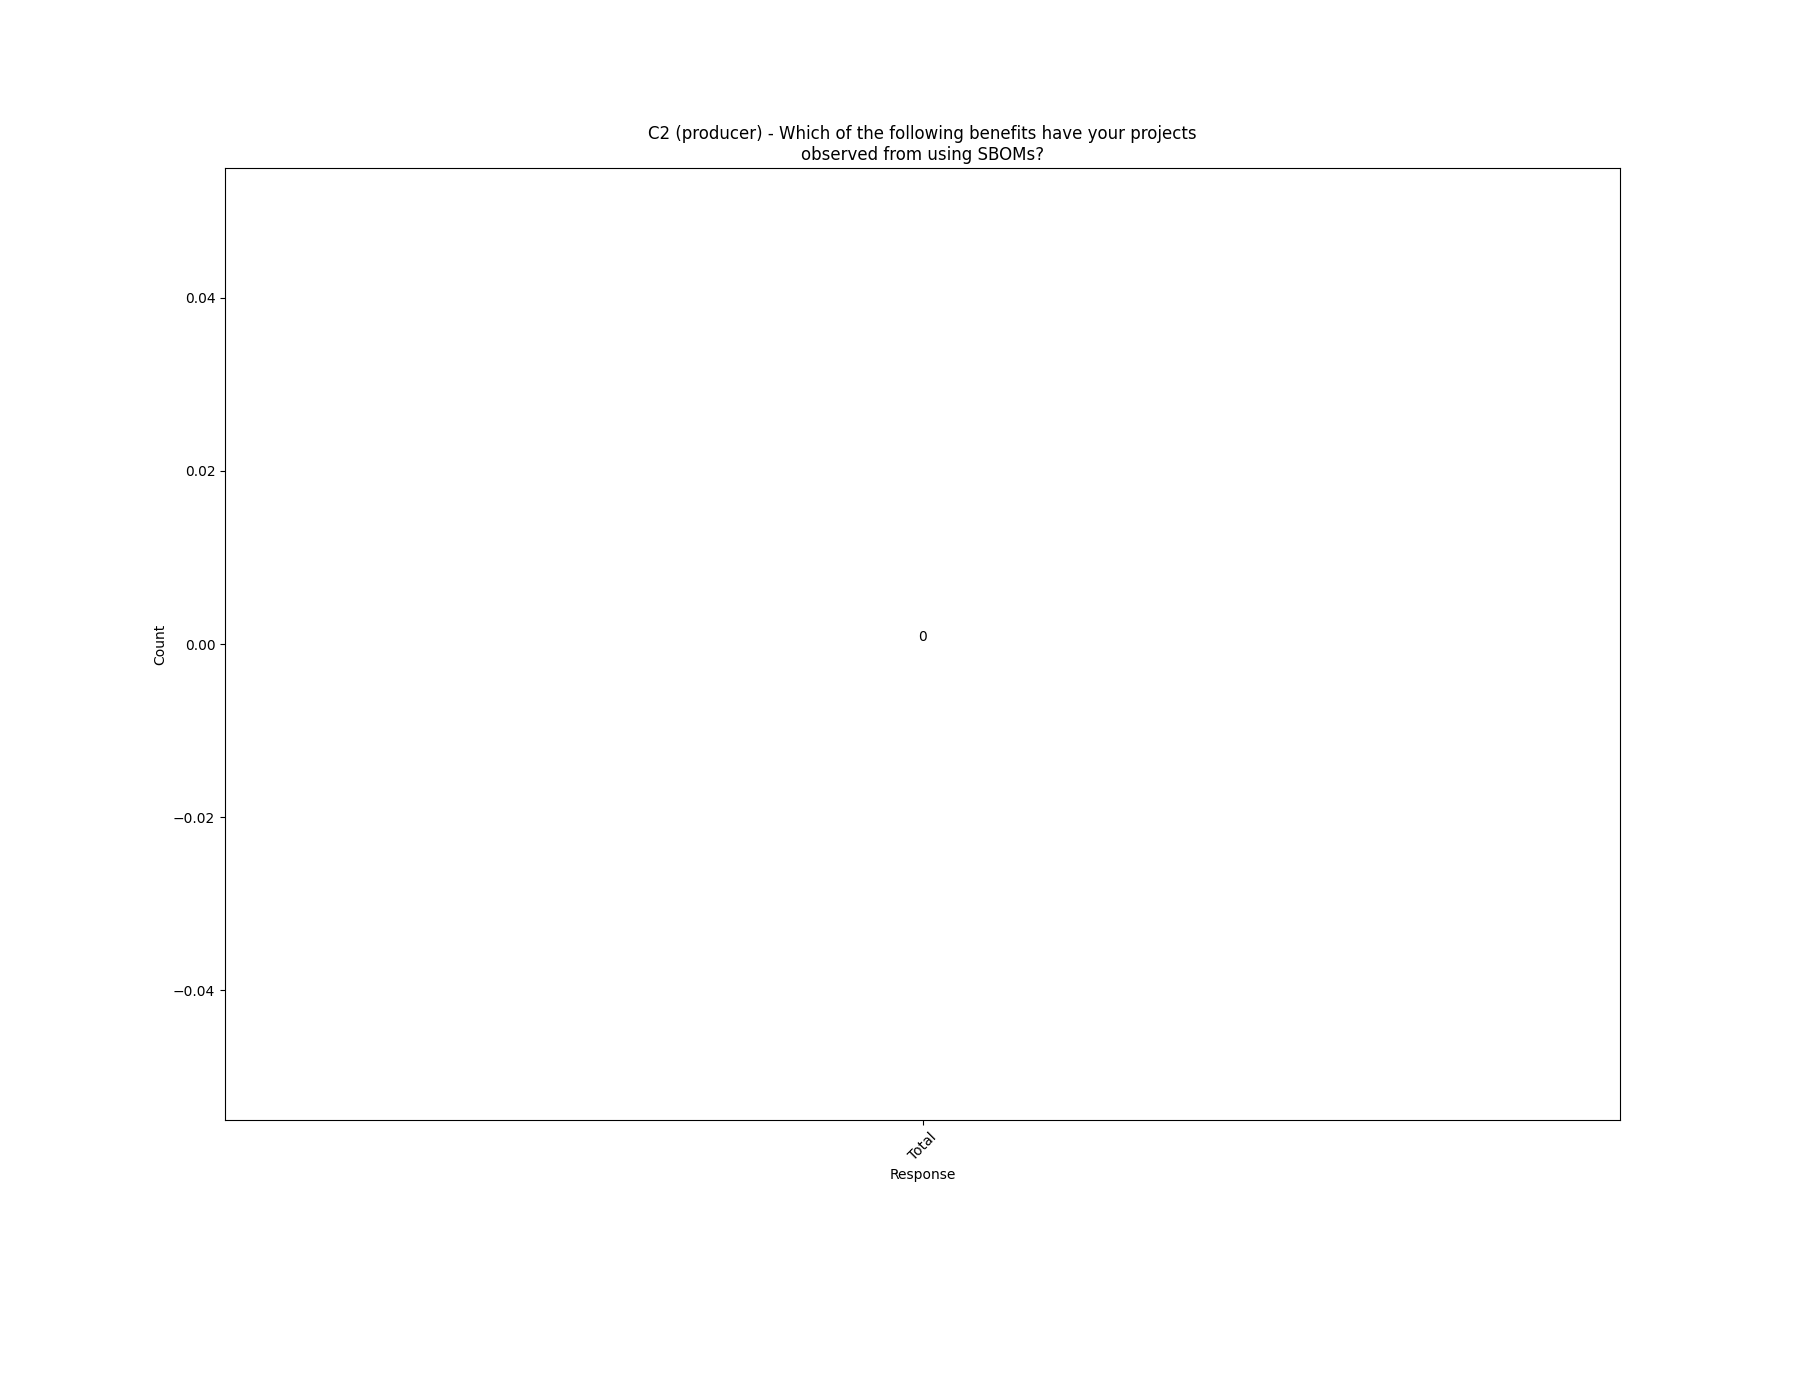 C2 (producer) - Which of the following benefits have your projects
observed from using SBOMs?
0.04
0.02
0.00
−0.02
−0.04
Count
0
Total
Response